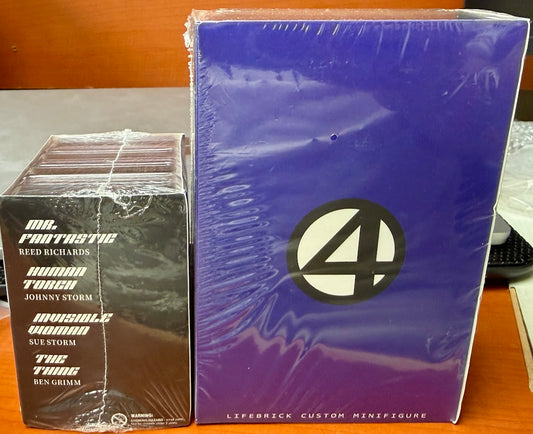 MR.
FANTASTIC
REED RICHARDS
HUMAN
TORCH
JOHNNY STORM
INVISIBLE
WOMAN
SUE STORM
THE
THING
BEN GRIMM
WARNING:
4
LIFEBRICK CUSTOM MINIFIGURE